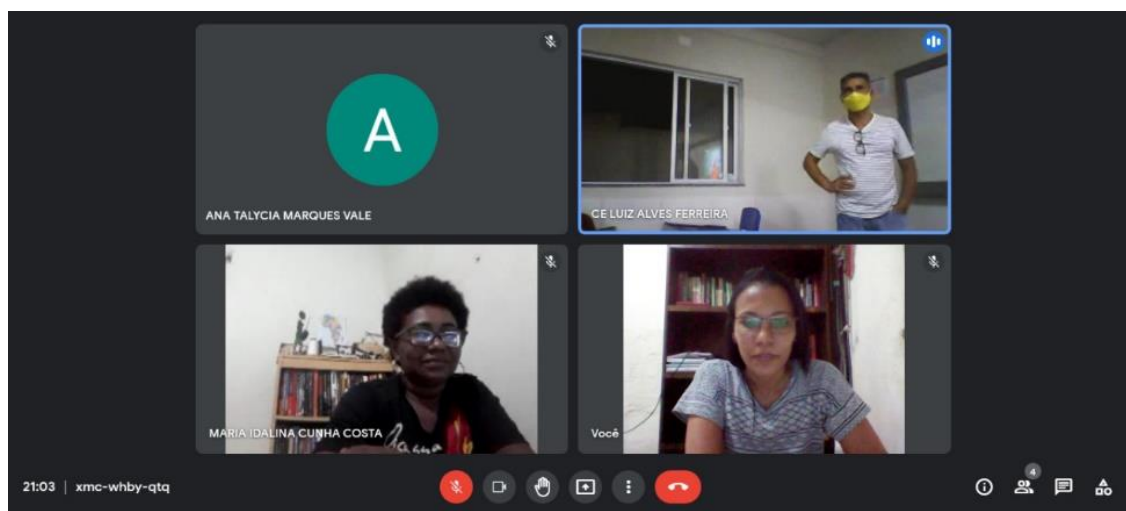 A
ANA TALYCIA MARQUES VALE
CE LUIZ ALVES FERREIRA
MARIA IDALINA CUNHA COSTA
Você
21:03 | xmc-whby-qtq
4